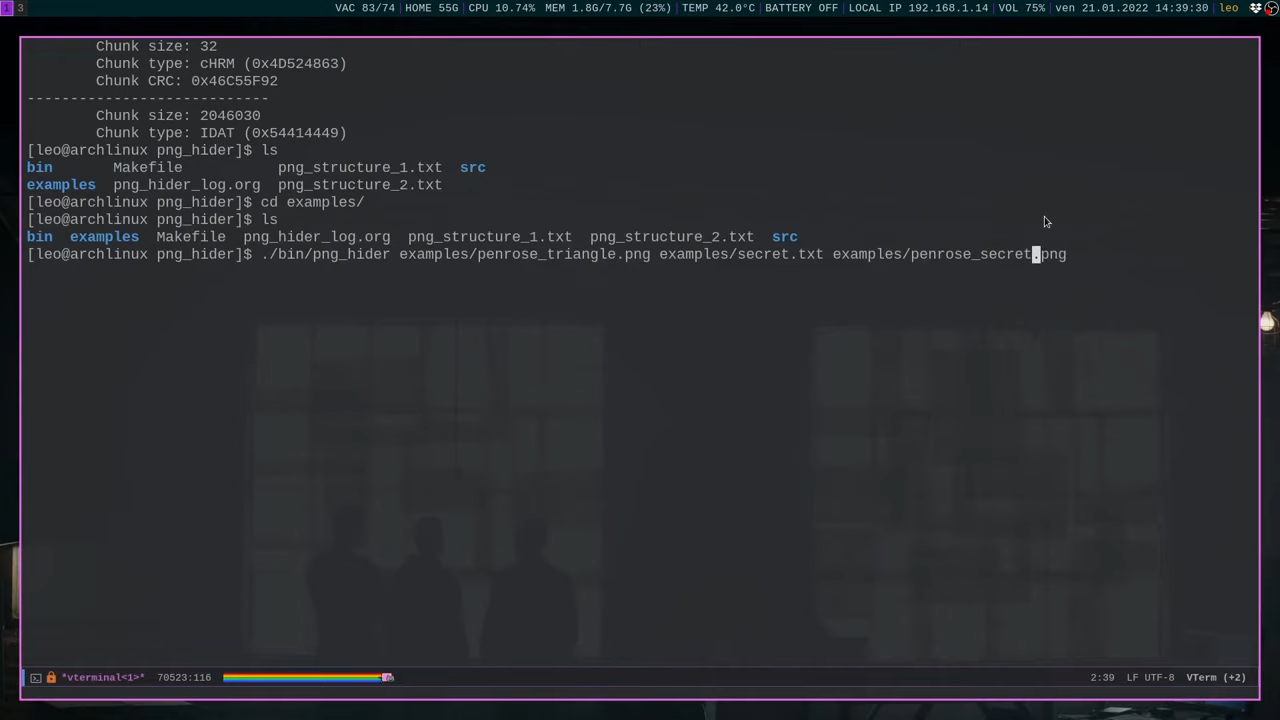 1 3 VAC 83/74 | HOME 55G | CPU 10.74% MEM 1.8G/7.7G (23%) | TEMP 42.0°C | BATTERY OFF | LOCAL IP 192.168.1.14 | VOL 75% | ven 21.01.2022 14:39:30 | leo
Chunk size: 32
Chunk type: cHRM (0x4D524863)
Chunk CRC: 0x46C55F92
----------------------------
Chunk size: 2046030
Chunk type: IDAT (0x54414449)
[leo@archlinux png_hider]$ ls
bin Makefile png_structure_1.txt src
examples png_hider_log.org png_structure_2.txt
[leo@archlinux png_hider]$ cd examples/
[leo@archlinux png_hider]$ ls
bin examples Makefile png_hider_log.org png_structure_1.txt png_structure_2.txt src
[leo@archlinux png_hider]$ ./bin/png_hider examples/penrose_triangle.png examples/secret.txt examples/penrose_secret.png
*vterminal<1>* 70523:116 2:39 LF UTF-8 VTerm (+2)